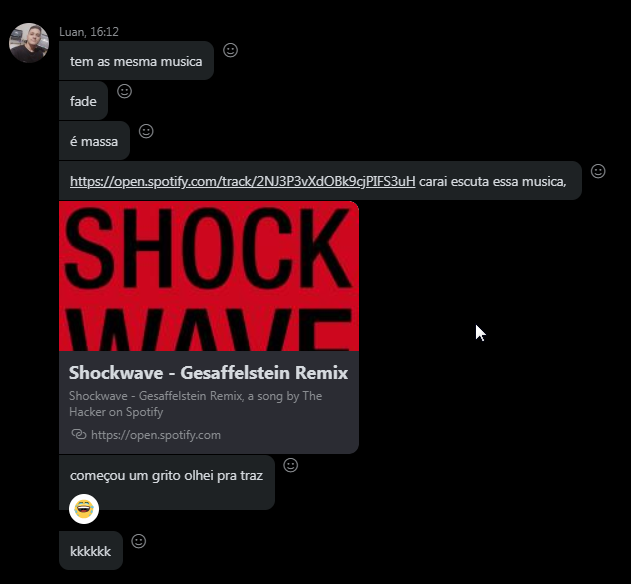 Luan, 16:12
tem as mesma musica
fade
é massa
https://open.spotify.com/track/2NJ3P3vXdOBk9cjPIFS3uH carai escuta essa musica,
SHOCK
WAVE
Shockwave - Gesaffelstein Remix
Shockwave - Gesaffelstein Remix, a song by The
Hacker on Spotify
https://open.spotify.com
começou um grito olhei pra traz
kkkkkk